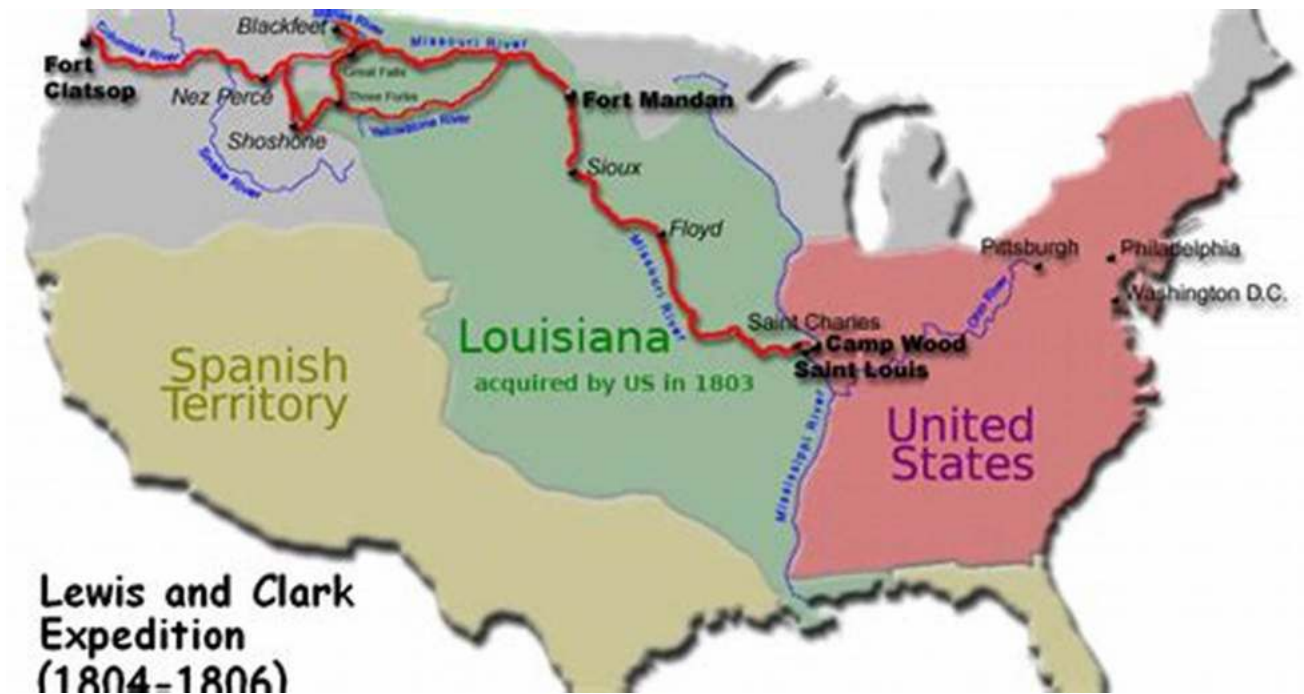 Blackfeet
Marias River
Missouri River
Columbia River
Fort
Clatsop
Great Falls
Nez Perce
Three Forks
Fort Mandan
Yellowstone River
Shoshone
Snake River
Sioux
Floyd
Missouri River
Pittsburgh
Philadelphia
Washington D.C.
Ohio River
Saint Charles
Camp Wood
Saint Louis
Louisiana
acquired by US in 1803
Spanish
Territory
United
States
Mississippi River
Lewis and Clark
Expedition
(1804-1806)